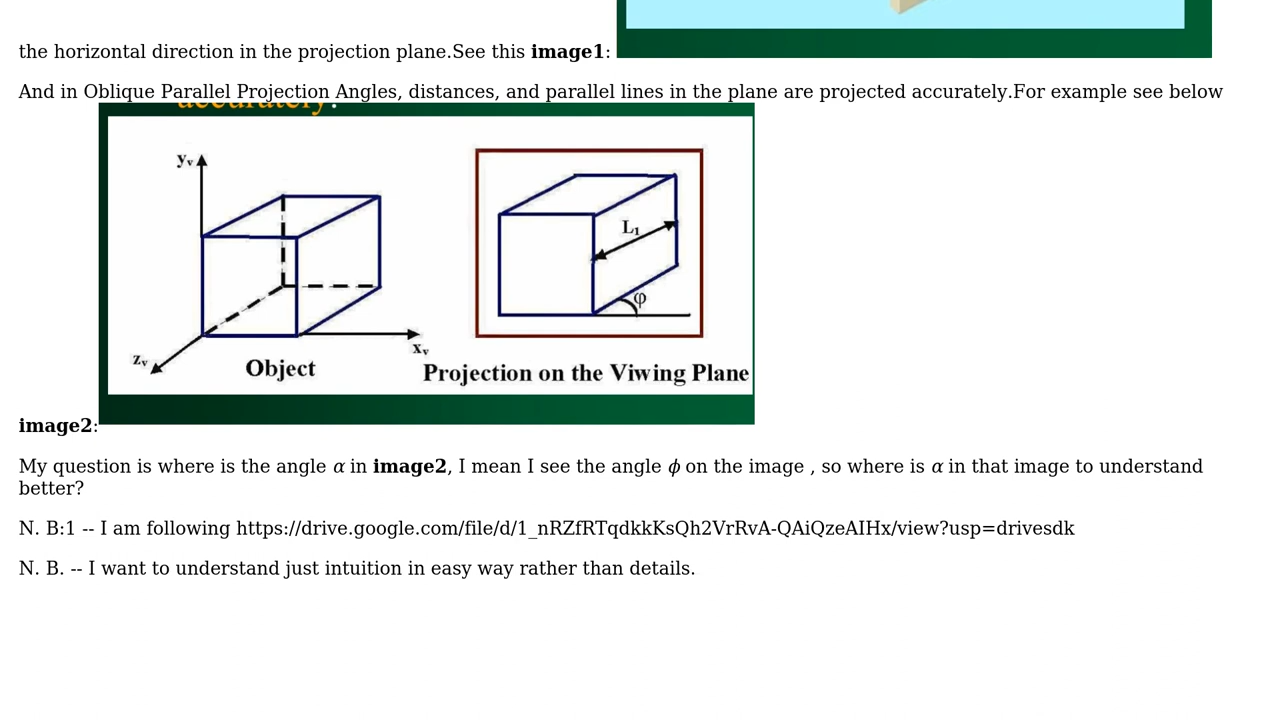 the horizontal direction in the projection plane.See this image1:
And in Oblique Parallel Projection Angles, distances, and parallel lines in the plane are projected accurately.For example see below
accurately.
yv
L1
φ
zv
xv
Object
Projection on the Viwing Plane
image2:
My question is where is the angle α in image2, I mean I see the angle ϕ on the image , so where is α in that image to understand
better?
N. B:1 -- I am following https://drive.google.com/file/d/1_nRZfRTqdkkKsQh2VrRvA-QAiQzeAIHx/view?usp=drivesdk
N. B. -- I want to understand just intuition in easy way rather than details.